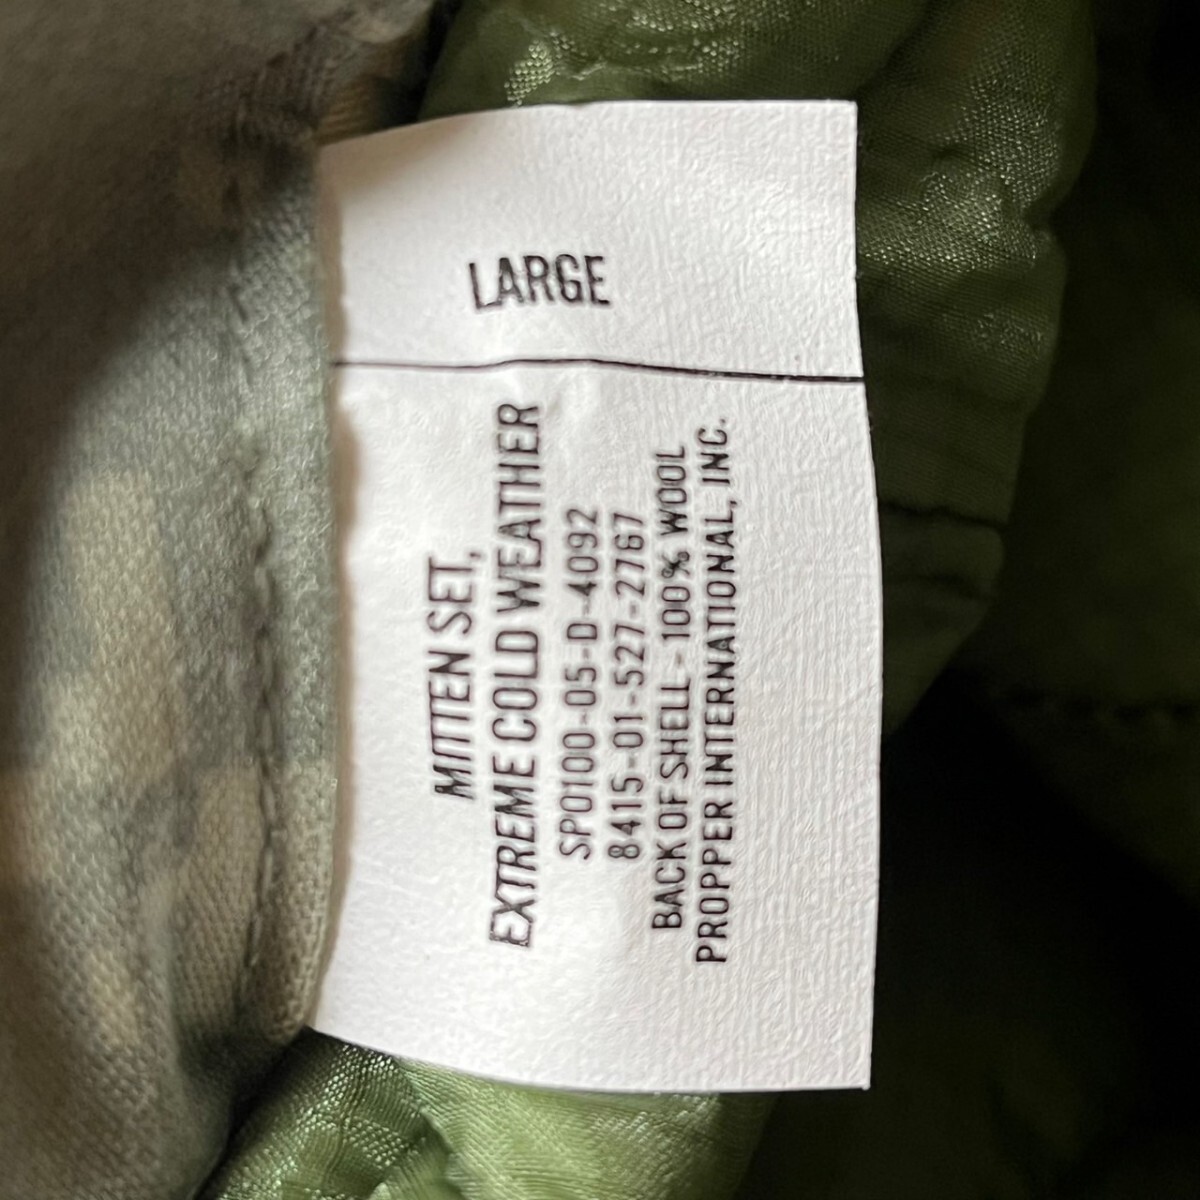 LARGE
MITTEN SET,
EXTREME COLD WEATHER
SPO100-05-D-4092
8415-01-527-2767
BACK OF SHELL - 100% WOOL
PROPPER INTERNATIONAL, INC.